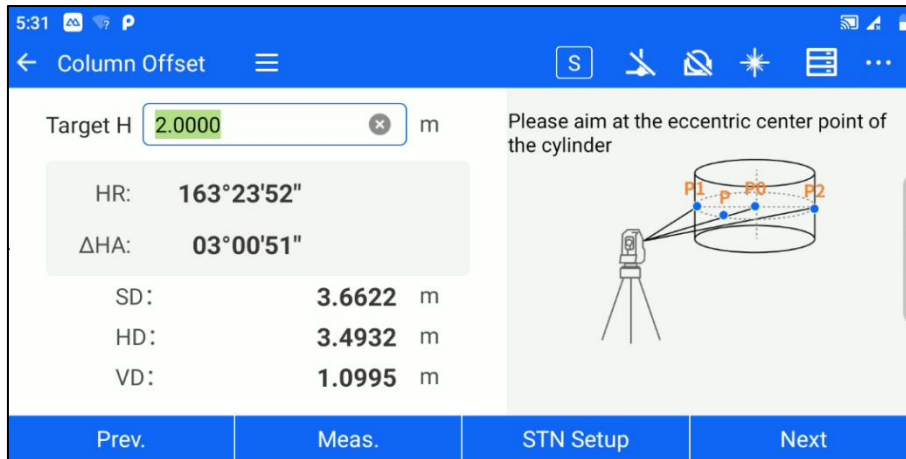 5:31
Column Offset
S
Target H 2.0000 m
HR: 163°23'52"
ΔHA: 03°00'51"
SD: 3.6622 m
HD: 3.4932 m
VD: 1.0995 m
Please aim at the eccentric center point of
the cylinder
P1 P P0 P2
Prev. Meas. STN Setup Next